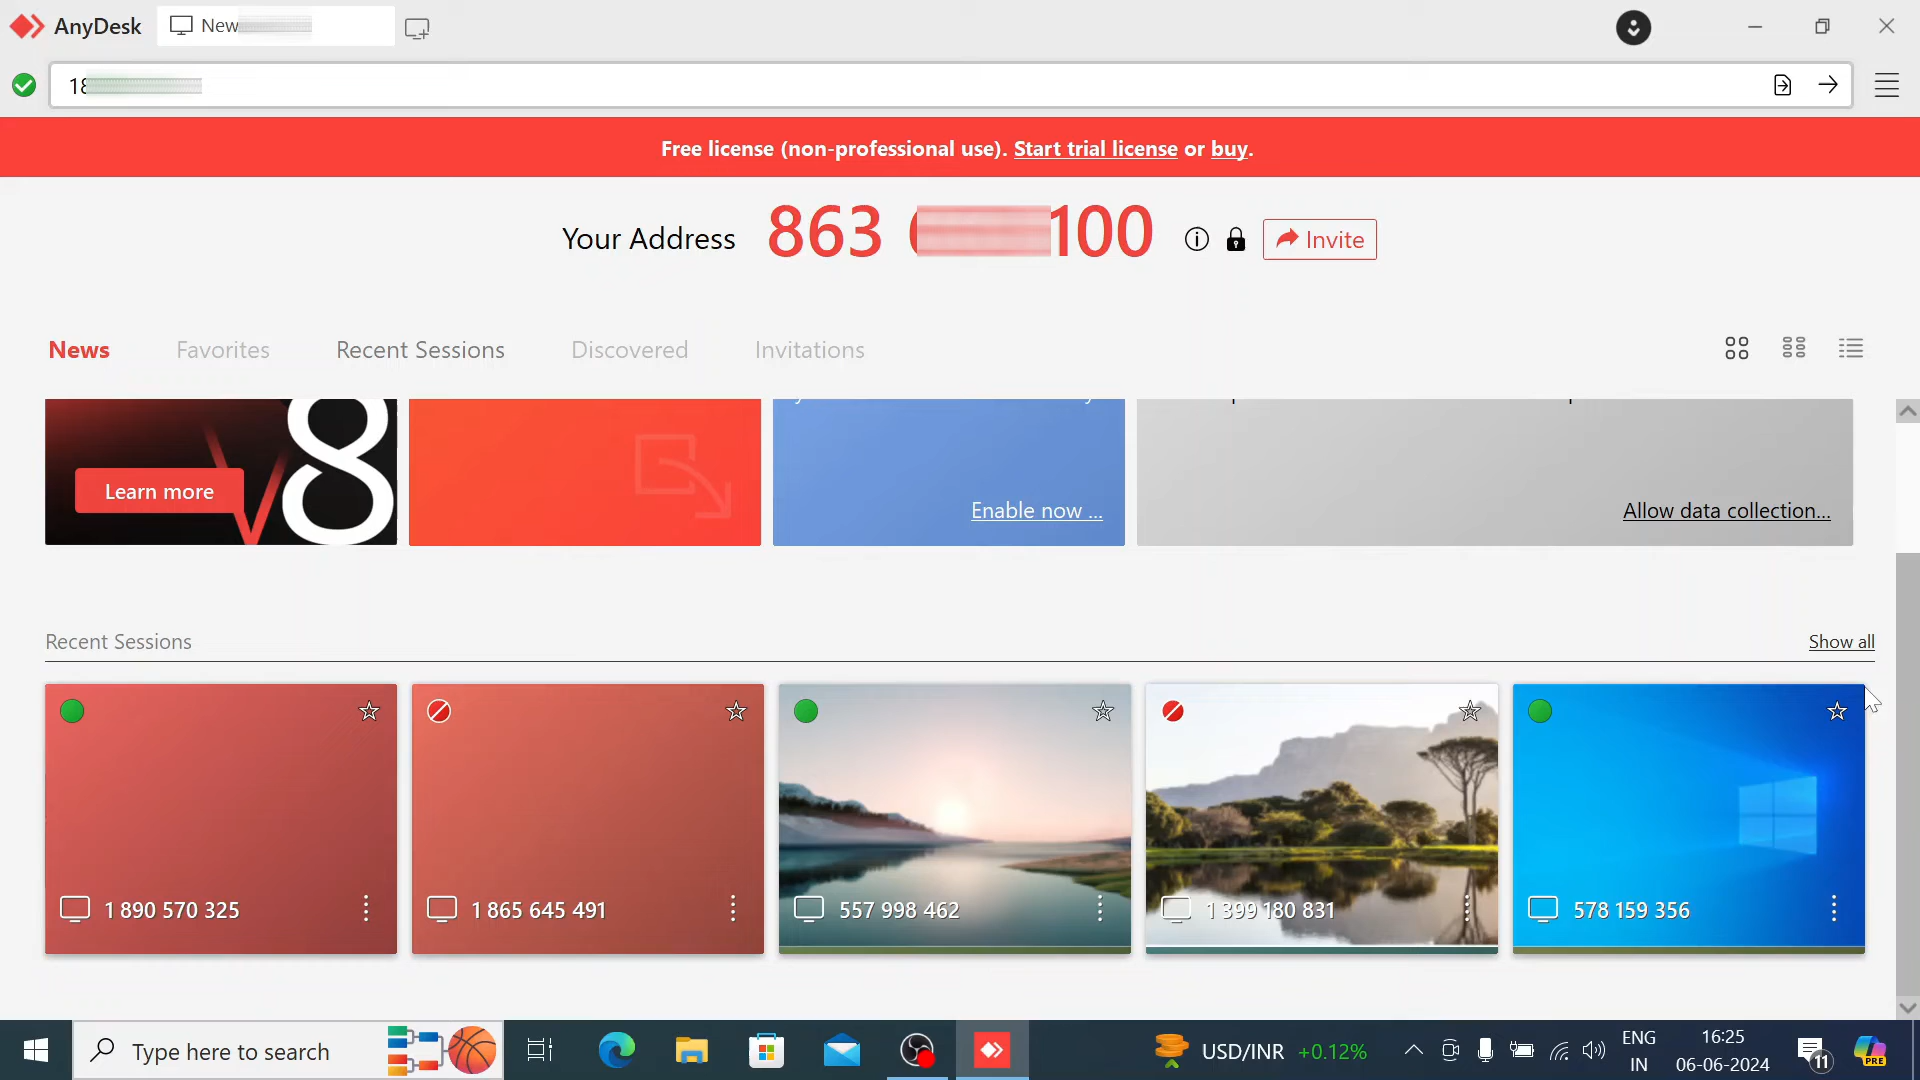 AnyDesk
New
18
Free license (non-professional use). Start trial license or buy.
Your Address 863 100
Invite
News Favorites Recent Sessions Discovered Invitations
V8
Learn more
Enable now ...
Allow data collection...
Recent Sessions
Show all
1 890 570 325
1 865 645 491
557 998 462
1 399 180 831
578 159 356
Type here to search
USD/INR +0.12%
ENG
IN
16:25
06-06-2024
11
PRE